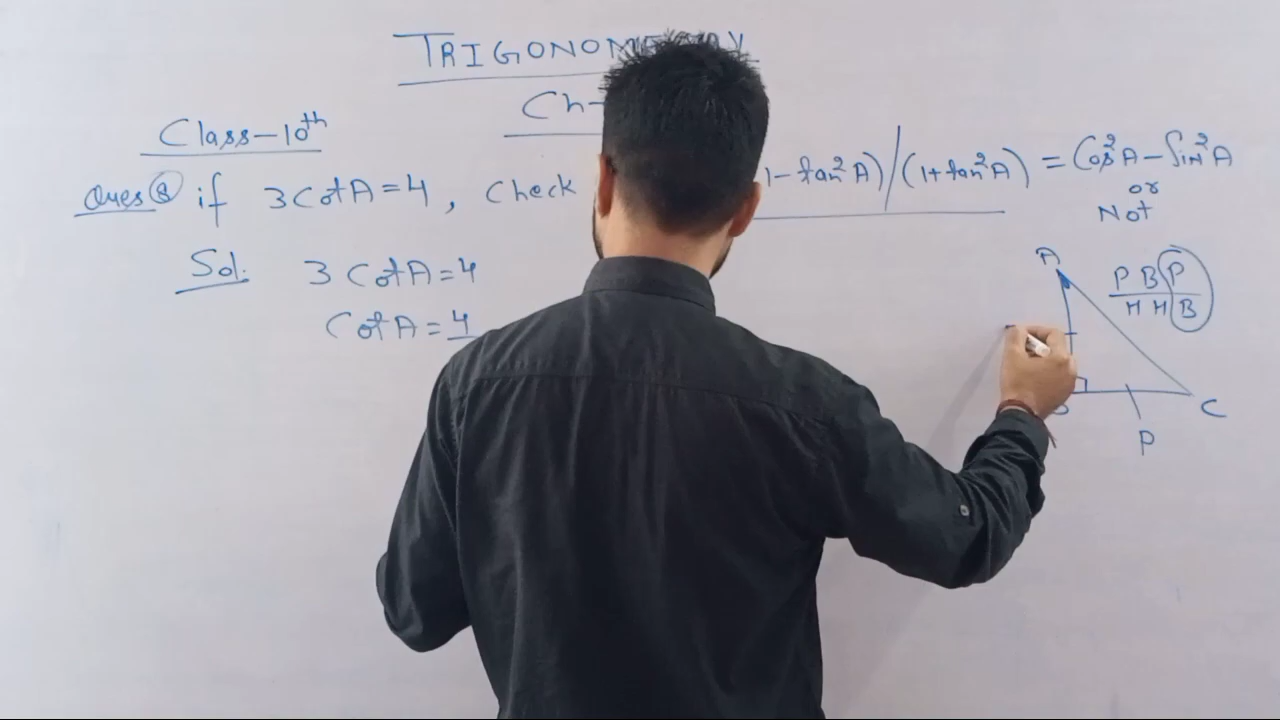 TRIGONOM
Ch-
Class-10th
Ques 8 if 3CotA=4, Check 1-tan²A)/(1+tan²A) = Cos²A-Sin²A
or
Not
Sol. 3 CotA=4
CotA = 4
A
P B P
H H B
C
P